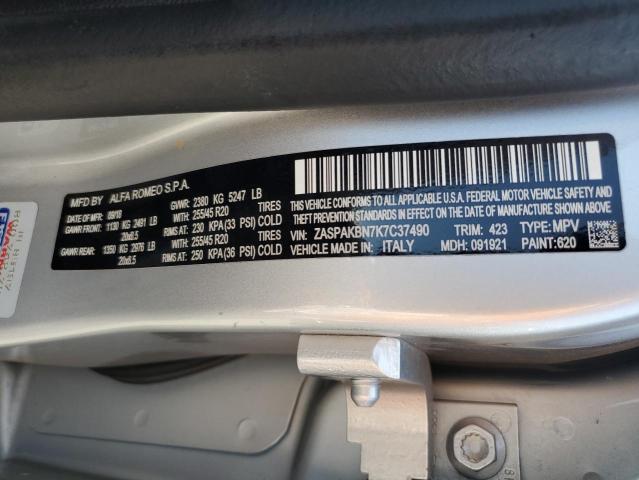 MFD BY ALFA ROMEO S.P.A.
DATE OF MFR: 09/18 GVWR: 2380 KG 5247 LB
GAWR FRONT: 1130 KG 2491 LB WITH 255/45 R20 TIRES
20x8.5 RIMS AT: 230 KPA (33 PSI) COLD
GAWR REAR: 1350 KG 2976 LB WITH 255/45 R20 TIRES
20x8.5 RIMS AT: 250 KPA (36 PSI) COLD
THIS VEHICLE CONFORMS TO ALL APPLICABLE
U.S.A. FEDERAL MOTOR VEHICLE SAFETY
AND THEFT PREVENTION STANDARDS IN EFFECT ON
THE DATE OF MANUFACTURE SHOWN ABOVE.
VIN: ZASPAKBN7K7C37490 TRIM: 423 TYPE: MPV
MADE IN: ITALY MDH: 091921 PAINT: 620